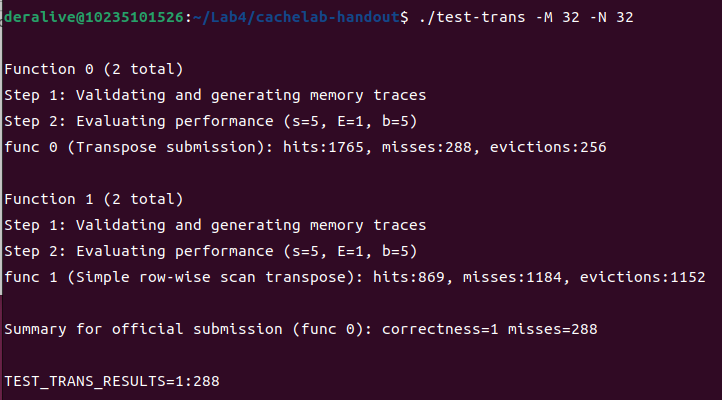 deralive@10235101526:~/Lab4/cachelab-handout$ ./test-trans -M 32 -N 32
Function 0 (2 total)
Step 1: Validating and generating memory traces
Step 2: Evaluating performance (s=5, E=1, b=5)
func 0 (Transpose submission): hits:1765, misses:288, evictions:256
Function 1 (2 total)
Step 1: Validating and generating memory traces
Step 2: Evaluating performance (s=5, E=1, b=5)
func 1 (Simple row-wise scan transpose): hits:869, misses:1184, evictions:1152
Summary for official submission (func 0): correctness=1 misses=288
TEST_TRANS_RESULTS=1:288